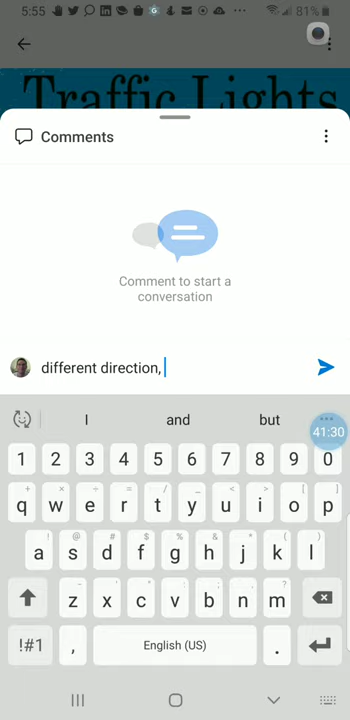 5:55
81%
Traffic Lights
Comments
Comment to start a
conversation
different direction,
I and but
41:30
1 2 3 4 5 6 7 8 9 0
+ × ÷ = / _ < > [ ]
q w e r t y u i o p
! @ # $ % & * ( )
a s d f g h j k l
- ' " : ; , ?
z x c v b n m
!#1 , English (US) .